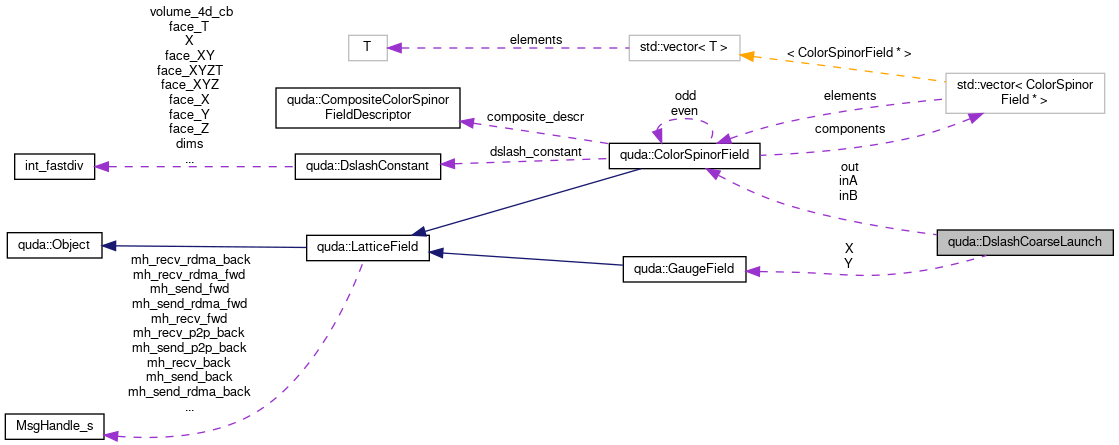 volume_4d_cb
face_T
X
face_XY
face_XYZT
face_XYZ
face_X
face_Y
face_Z
dims
...
T
elements
std::vector< T >
< ColorSpinorField * >
std::vector< ColorSpinor
Field * >
quda::CompositeColorSpinor
FieldDescriptor
composite_descr
odd
even
elements
components
int_fastdiv
quda::DslashConstant
dslash_constant
quda::ColorSpinorField
out
inA
inB
quda::Object
quda::LatticeField
quda::GaugeField
X
Y
quda::DslashCoarseLaunch
mh_recv_rdma_back
mh_recv_rdma_fwd
mh_send_fwd
mh_send_rdma_fwd
mh_recv_fwd
mh_recv_p2p_back
mh_send_p2p_back
mh_recv_back
mh_send_back
mh_send_rdma_back
...
MsgHandle_s